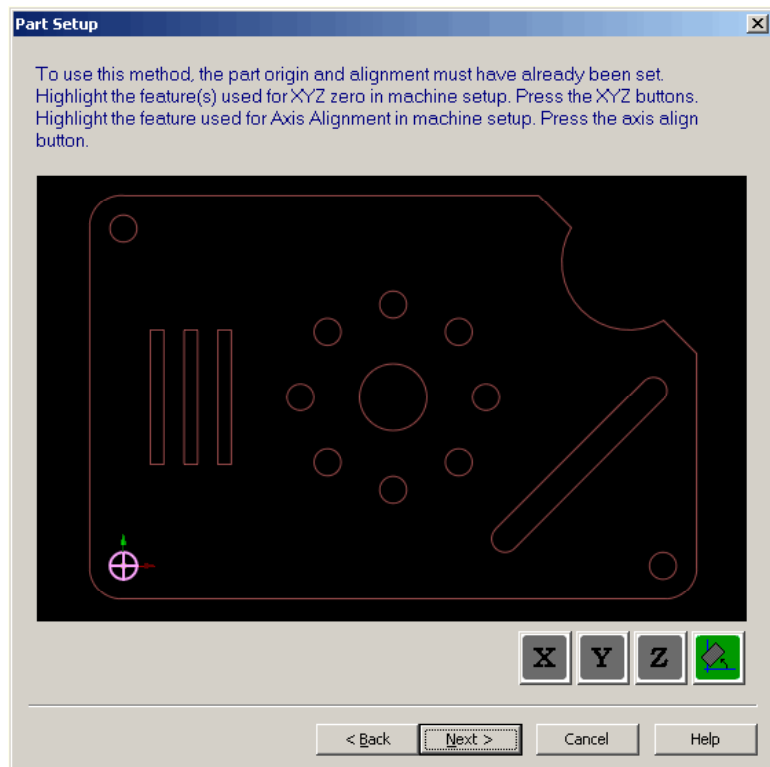 Part Setup
To use this method, the part origin and alignment must have already been set.
Highlight the feature(s) used for XYZ zero in machine setup. Press the XYZ buttons.
Highlight the feature used for Axis Alignment in machine setup. Press the axis align
button.
X Y Z
< Back Next > Cancel Help